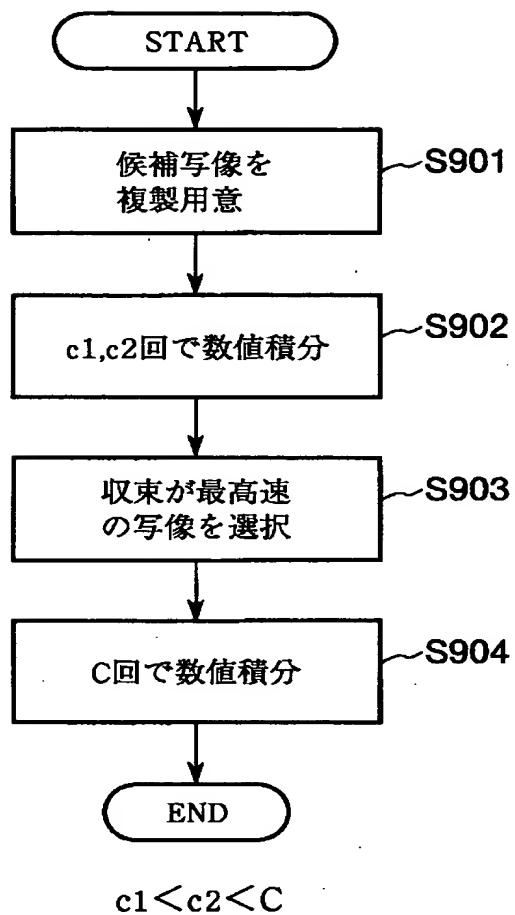 START
候補写像を
複製用意
S901
c1,c2回で数値積分
S902
収束が最高速
の写像を選択
S903
C回で数値積分
S904
END
c1<c2<C